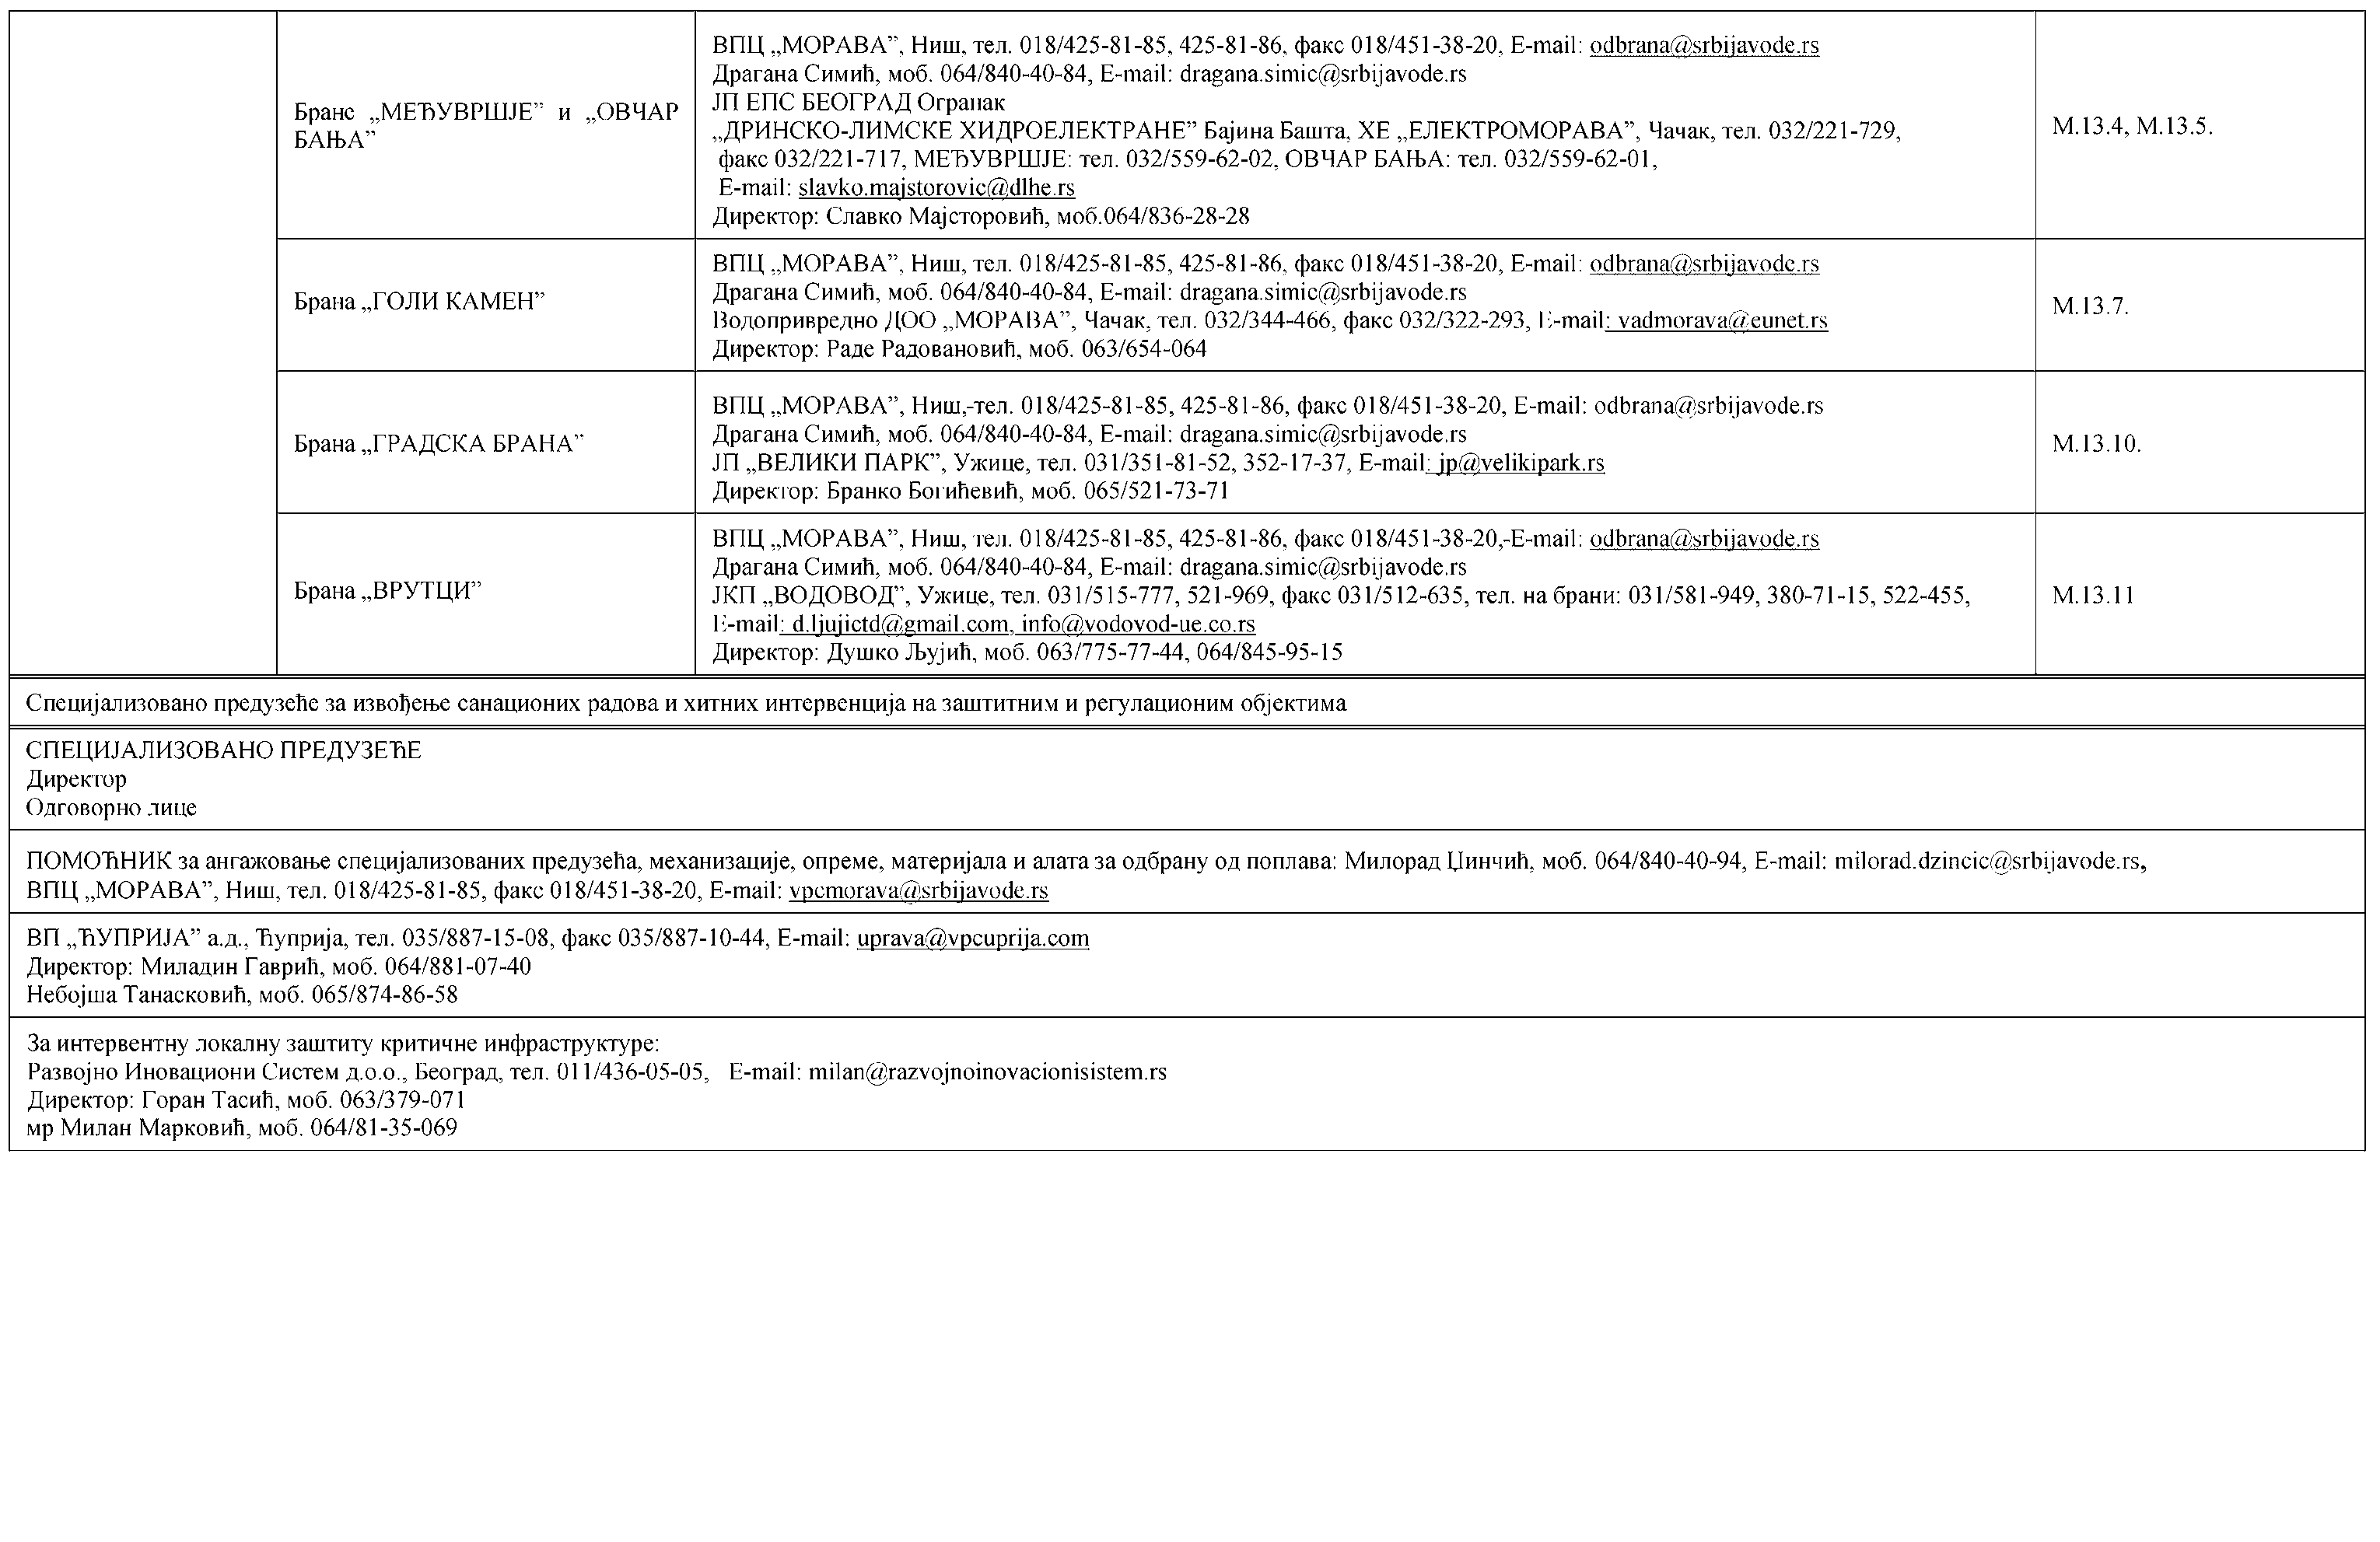 Бране „МЕЂУВРШЈЕ” и „ОВЧАР
БАЊА”
ВПЦ „МОРАВА”, Ниш, тел. 018/425-81-85, 425-81-86, факс 018/451-38-20, E-mail: odbrana@srbijavode.rs
Драгана Симић, моб. 064/840-40-84, E-mail: dragana.simic@srbijavode.rs
ЈП ЕПС БЕОГРАД Огранак
„ДРИНСКО-ЛИМСКЕ ХИДРОЕЛЕКТРАНЕ” Бајина Башта, ХЕ „ЕЛЕКТРОМОРАВА”, Чачак, тел. 032/221-729,
факс 032/221-717, МЕЂУВРШЈЕ: тел. 032/559-62-02, ОВЧАР БАЊА: тел. 032/559-62-01,
E-mail: slavko.majstorovic@dlhe.rs
Директор: Славко Мајсторовић, моб.064/836-28-28
М.13.4, М.13.5.
Брана „ГОЛИ КАМЕН”
ВПЦ „МОРАВА”, Ниш, тел. 018/425-81-85, 425-81-86, факс 018/451-38-20, E-mail: odbrana@srbijavode.rs
Драгана Симић, моб. 064/840-40-84, E-mail: dragana.simic@srbijavode.rs
Водопривредно ДОО „МОРАВА”, Чачак, тел. 032/344-466, факс 032/322-293, E-mail: vadmorava@eunet.rs
Директор: Раде Радовановић, моб. 063/654-064
М.13.7.
Брана „ГРАДСКА БРАНА”
ВПЦ „МОРАВА”, Ниш,-тел. 018/425-81-85, 425-81-86, факс 018/451-38-20, E-mail: odbrana@srbijavode.rs
Драгана Симић, моб. 064/840-40-84, E-mail: dragana.simic@srbijavode.rs
ЈП „ВЕЛИКИ ПАРК”, Ужице, тел. 031/351-81-52, 352-17-37, E-mail: jp@velikipark.rs
Директор: Бранко Богићевић, моб. 065/521-73-71
М.13.10.
Брана „ВРУТЦИ”
ВПЦ „МОРАВА”, Ниш, тел. 018/425-81-85, 425-81-86, факс 018/451-38-20,-E-mail: odbrana@srbijavode.rs
Драгана Симић, моб. 064/840-40-84, E-mail: dragana.simic@srbijavode.rs
ЈКП „ВОДОВОД”, Ужице, тел. 031/515-777, 521-969, факс 031/512-635, тел. на брани: 031/581-949, 380-71-15, 522-455,
E-mail: d.ljujictd@gmail.com, info@vodovod-ue.co.rs
Директор: Душко Љујић, моб. 063/775-77-44, 064/845-95-15
М.13.11
Специјализовано предузеће за извођење санационих радова и хитних интервенција на заштитним и регулационим објектима
СПЕЦИЈАЛИЗОВАНО ПРЕДУЗЕЋЕ
Директор
Одговорно лице
ПОМОЋНИК за ангажовање специјализованих предузећа, механизације, опреме, материјала и алата за одбрану од поплава: Милорад Џинчић, моб. 064/840-40-94, E-mail: milorad.dzincic@srbijavode.rs,
ВПЦ „МОРАВА”, Ниш, тел. 018/425-81-85, факс 018/451-38-20, E-mail: vpcmorava@srbijavode.rs
ВП „ЋУПРИЈА” а.д., Ћуприја, тел. 035/887-15-08, факс 035/887-10-44, E-mail: uprava@vpcuprija.com
Директор: Миладин Гаврић, моб. 064/881-07-40
Небојша Танасковић, моб. 065/874-86-58
За интервентну локалну заштиту критичне инфраструктуре:
Развојно Иновациони Систем д.о.о., Београд, тел. 011/436-05-05, E-mail: milan@razvojnoinovacionisistem.rs
Директор: Горан Тасић, моб. 063/379-071
мр Милан Марковић, моб. 064/81-35-069